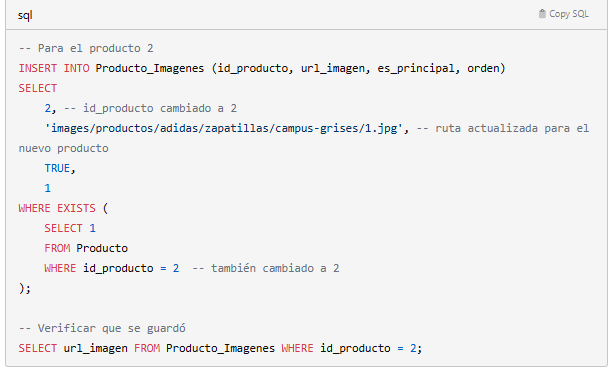 sql
Copy SQL
-- Para el producto 2
INSERT INTO Producto_Imagenes (id_producto, url_imagen, es_principal, orden)
SELECT
    2, -- id_producto cambiado a 2
    'images/productos/adidas/zapatillas/campus-grises/1.jpg', -- ruta actualizada para el
nuevo producto
    TRUE,
    1
WHERE EXISTS (
    SELECT 1
    FROM Producto
    WHERE id_producto = 2  -- también cambiado a 2
);

-- Verificar que se guardó
SELECT url_imagen FROM Producto_Imagenes WHERE id_producto = 2;